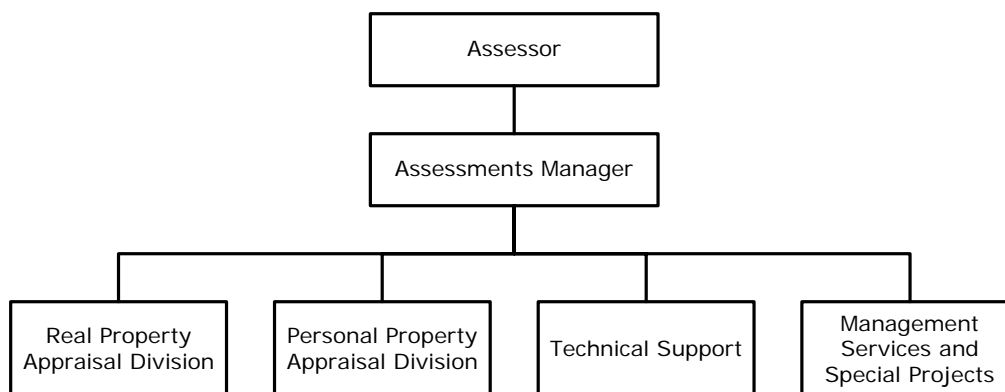 Assessor
Assessments Manager
Real Property
Appraisal Division
Personal Property
Appraisal Division
Technical Support
Management
Services and
Special Projects